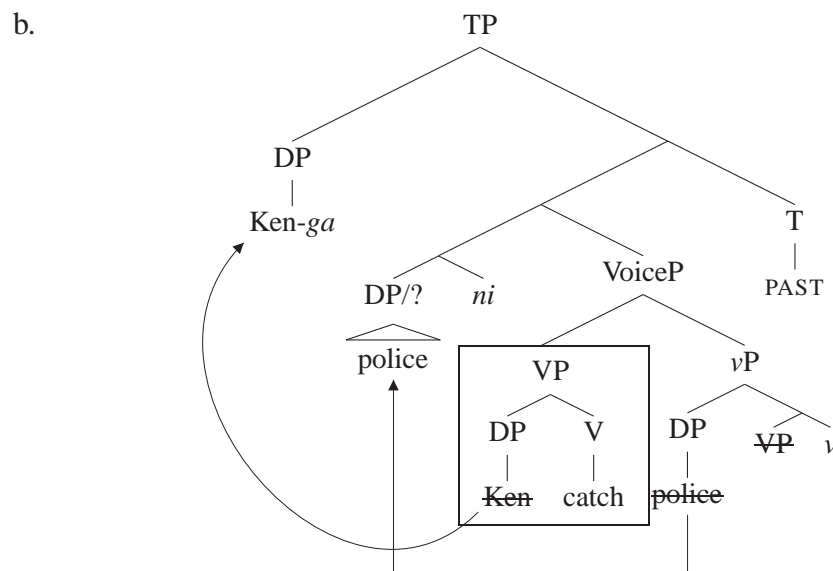 b.
TP
DP
Ken-ga
T
PAST
DP/? ni VoiceP
police
VP vP
DP V DP VP v
Ken catch police